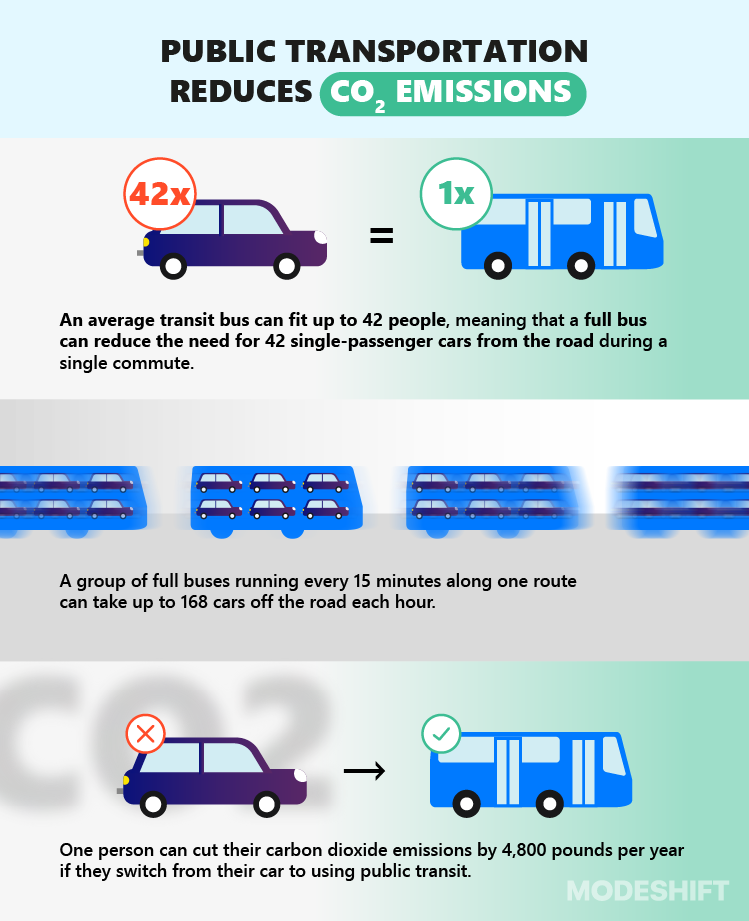 PUBLIC TRANSPORTATION
REDUCES CO2 EMISSIONS
42x
=
1x
An average transit bus can fit up to 42 people, meaning that a full bus
can reduce the need for 42 single-passenger cars from the road during a
single commute.
A group of full buses running every 15 minutes along one route
can take up to 168 cars off the road each hour.
CO2
One person can cut their carbon dioxide emissions by 4,800 pounds per year
if they switch from their car to using public transit.
MODESHIFT